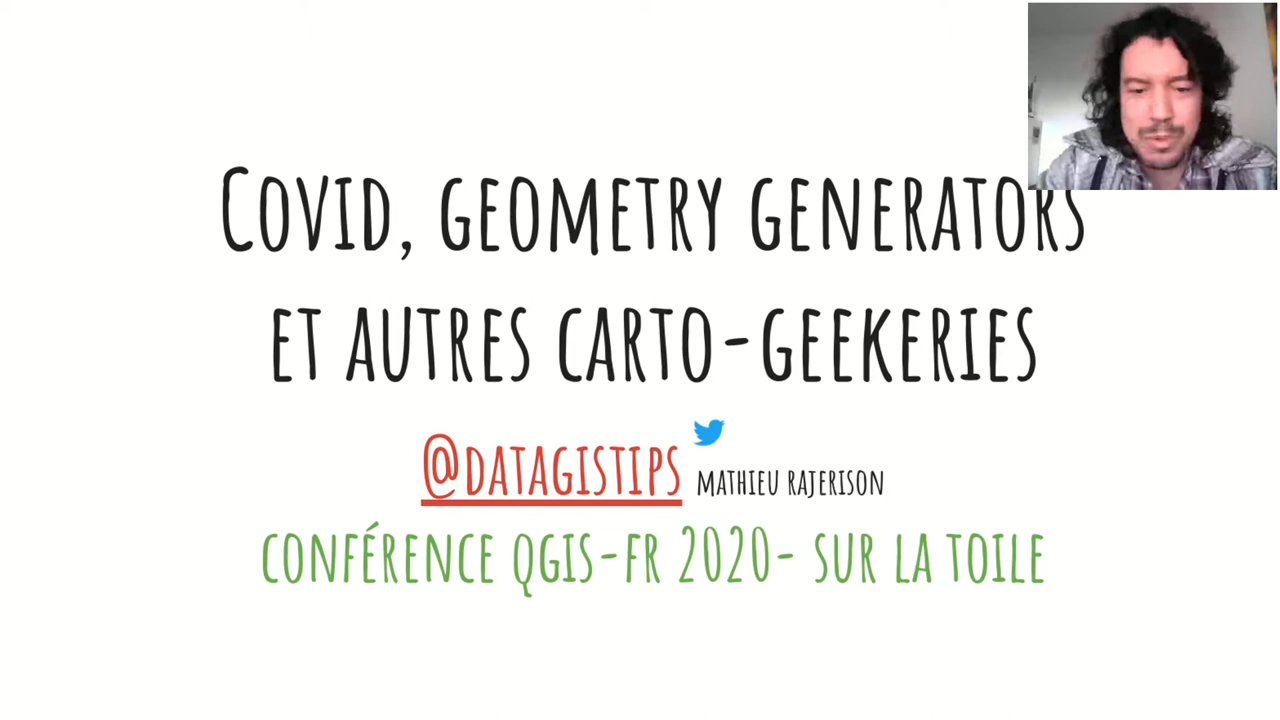 Covid, geometry generators
et autres carto-geekeries
@datagistips mathieu rajerison
conférence qgis-fr 2020- sur la toile